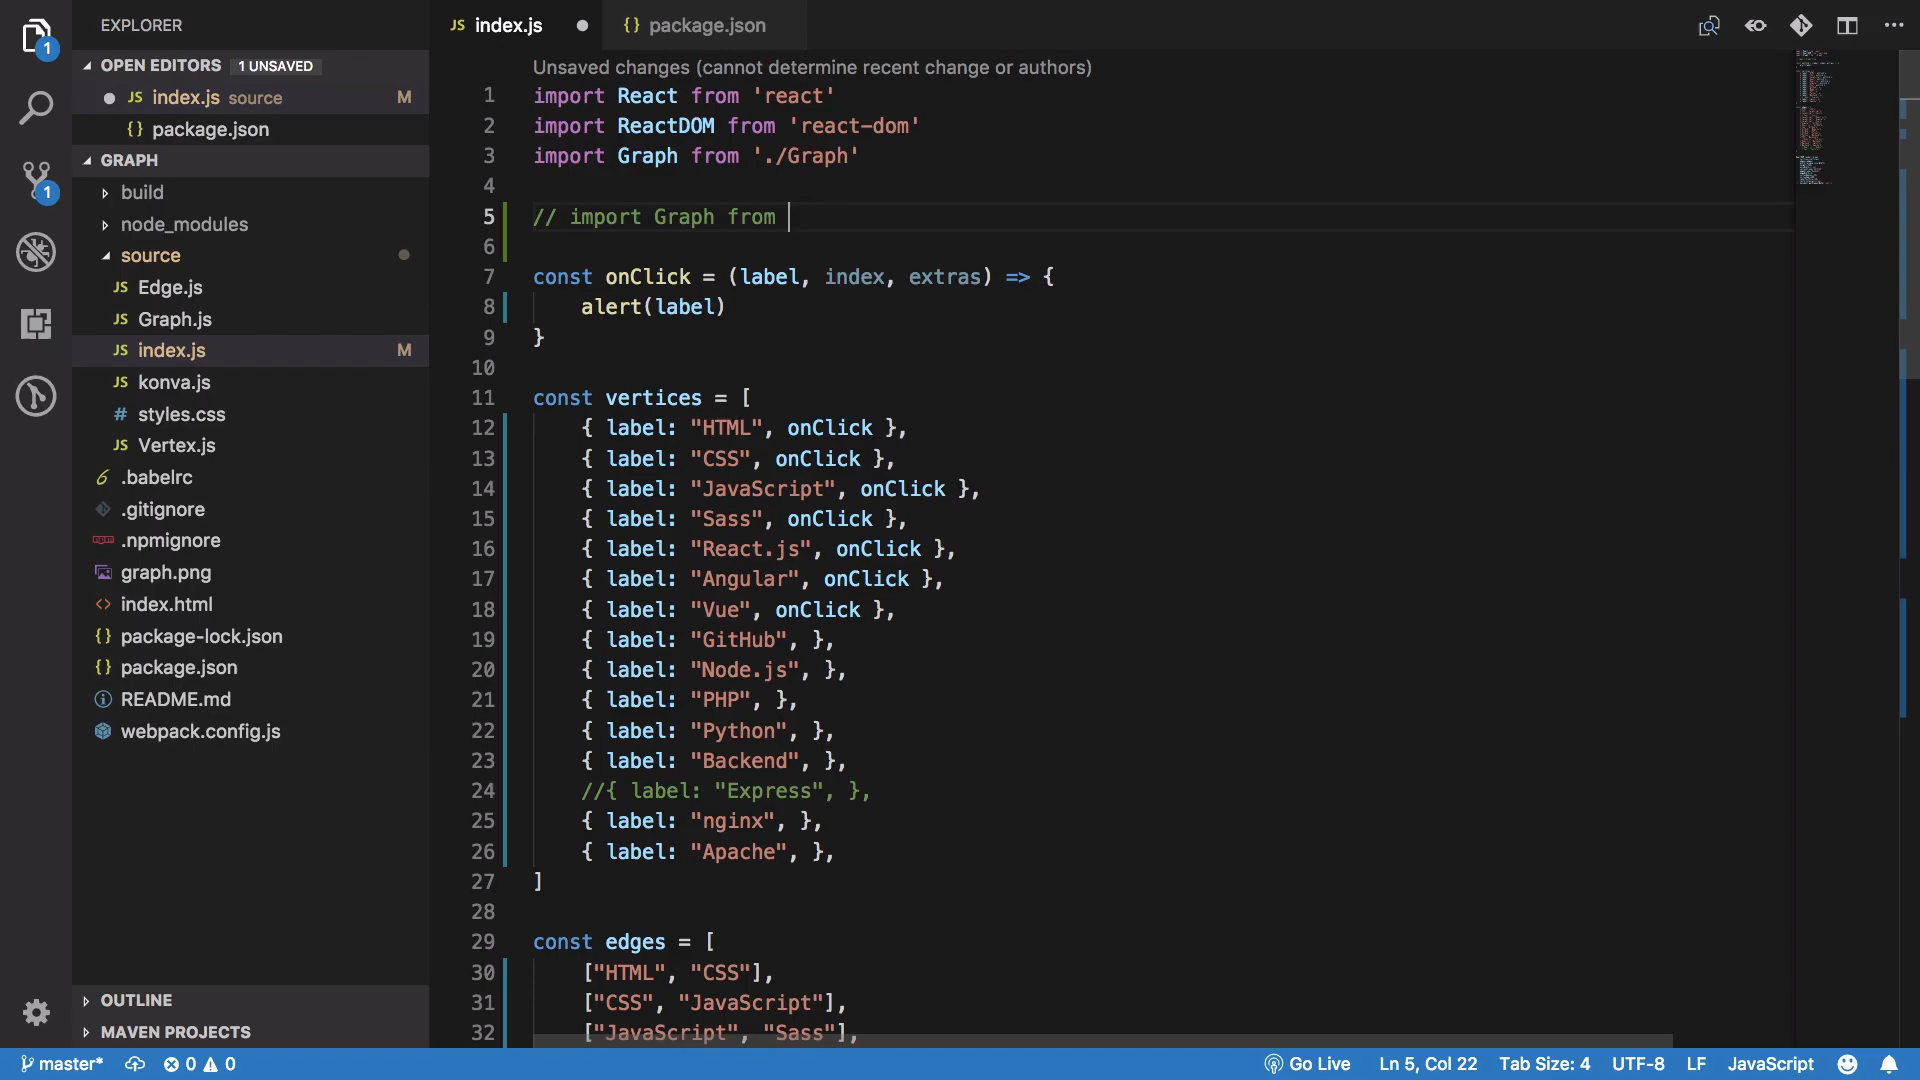 EXPLORER
OPEN EDITORS 1 UNSAVED
JS index.js source M
{} package.json
GRAPH
build
node_modules
source
JS Edge.js
JS Graph.js
JS index.js M
JS konva.js
# styles.css
JS Vertex.js
.babelrc
.gitignore
.npmignore
graph.png
index.html
{} package-lock.json
{} package.json
README.md
webpack.config.js
OUTLINE
MAVEN PROJECTS
1
1
JS index.js
{} package.json
Unsaved changes (cannot determine recent change or authors)
1 import React from 'react'
2 import ReactDOM from 'react-dom'
3 import Graph from './Graph'
4
5 // import Graph from
6
7 const onClick = (label, index, extras) => {
8 alert(label)
9 }
10
11 const vertices = [
12 { label: "HTML", onClick },
13 { label: "CSS", onClick },
14 { label: "JavaScript", onClick },
15 { label: "Sass", onClick },
16 { label: "React.js", onClick },
17 { label: "Angular", onClick },
18 { label: "Vue", onClick },
19 { label: "GitHub", },
20 { label: "Node.js", },
21 { label: "PHP", },
22 { label: "Python", },
23 { label: "Backend", },
24 //{ label: "Express", },
25 { label: "nginx", },
26 { label: "Apache", },
27 ]
28
29 const edges = [
30 ["HTML", "CSS"],
31 ["CSS", "JavaScript"],
32 ["JavaScript", "Sass"],
master* 0 0 Go Live Ln 5, Col 22 Tab Size: 4 UTF-8 LF JavaScript